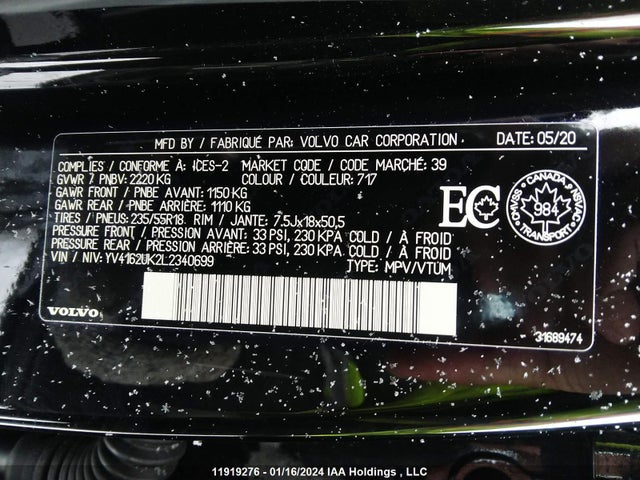 MFD BY / FABRIQUÉ PAR: VOLVO CAR CORPORATION DATE: 05/20
COMPLIES / CONFORME À: ICES-2 MARKET CODE / CODE MARCHÉ: 39
GVWR / PNBV: 2220 KG COLOUR / COULEUR: 717
GAWR FRONT / PNBE AVANT: 1150 KG
GAWR REAR / PNBE ARRIÈRE: 1110 KG
TIRES / PNEUS: 235/55R18. RIM / JANTE: 7.5Jx18x50,5
PRESSURE FRONT / PRESSION AVANT: 33 PSI, 230 KPA COLD / À FROID
PRESSURE REAR / PRESSION ARRIÈRE: 33 PSI, 230 KPA COLD / À FROID
VIN / NIV: YV4162UK2L2340699 TYPE: MPV/VTUM
EC
CANADA
CMVSS NSVAC
984
TRANSPORT
VOLVO
31689474
11919276 - 01/16/2024 IAA Holdings , LLC